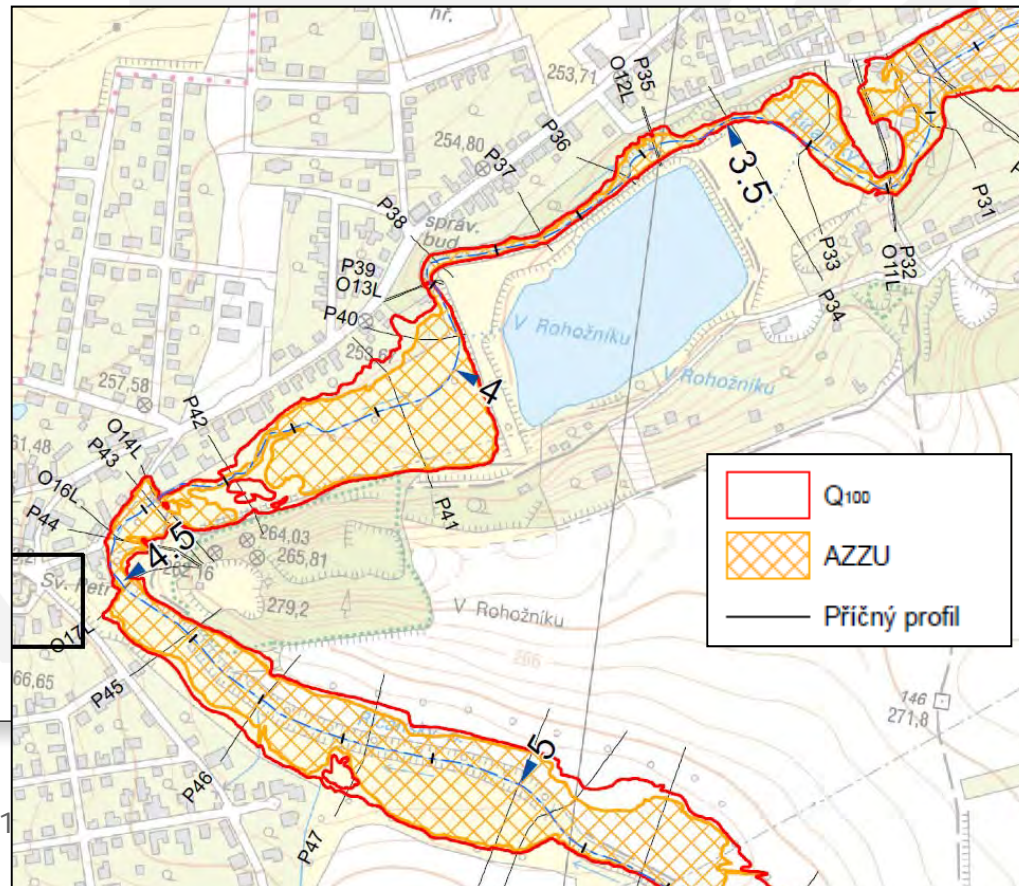 hř.
253,71
P35
O12L
254,80
P36
3.5
P37
P31
P38
správ.
bud.
P33
P32
O11L
P39
O13L
P34
P40
V Rohožníku
V Rohožníku
4
257,58
P42
O14L
61,48
P43
P41
O16L
264,03
P44
4.5
265,81
Sv. Petr
279,2
V Rohožníku
O17L
266
66,65
P45
146
271,8
5
P46
P47
Q100
AZZU
Příčný profil
1